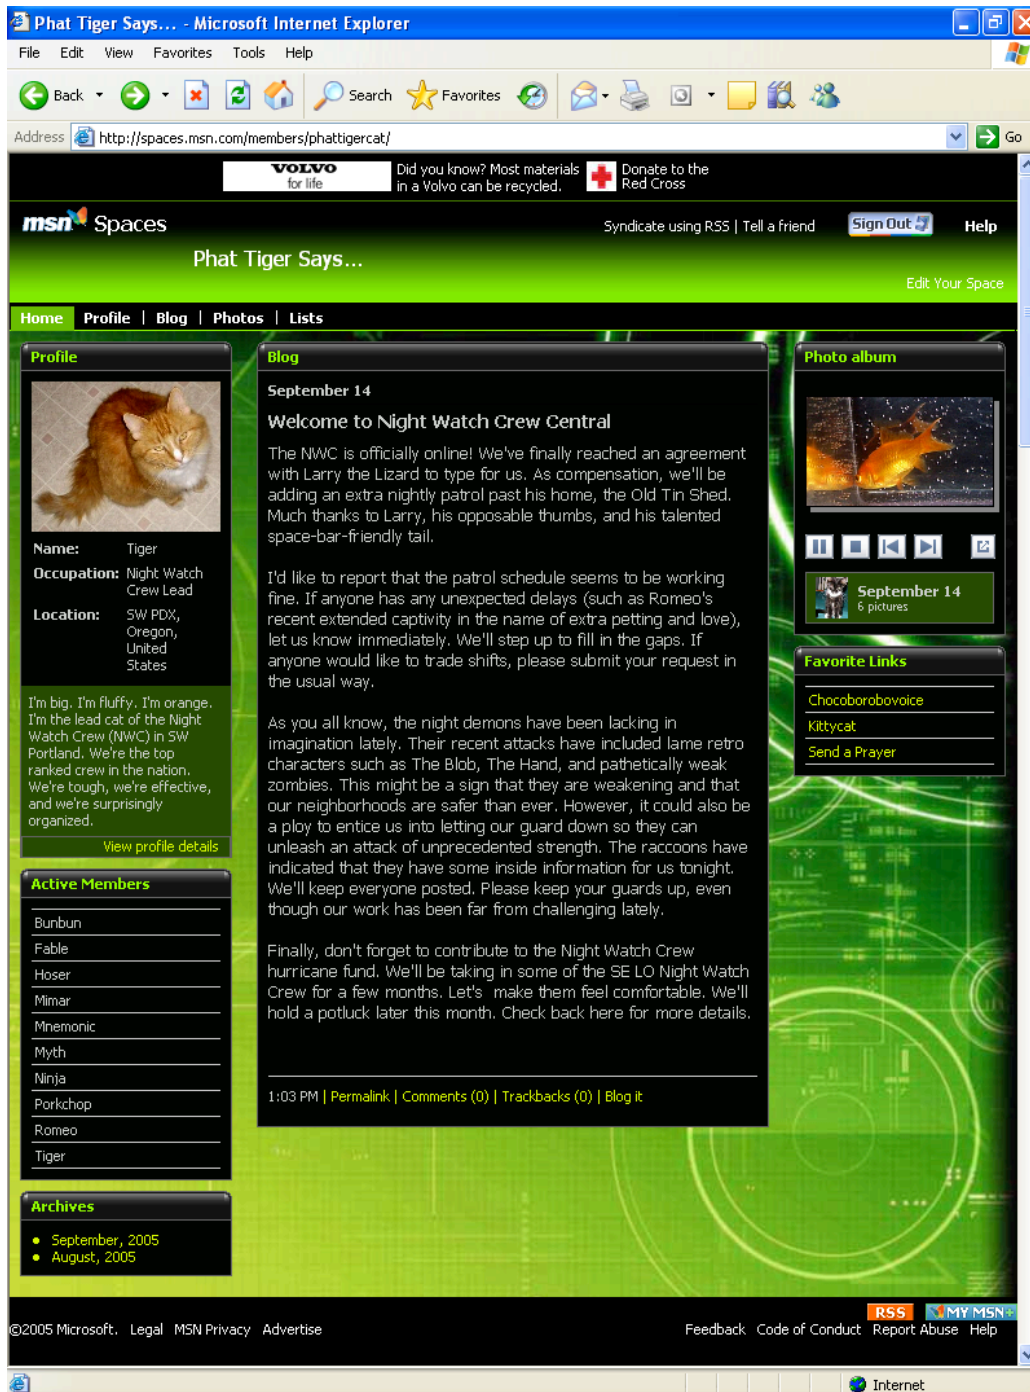 Phat Tiger Says... - Microsoft Internet Explorer
File Edit View Favorites Tools Help
Back Search Favorites
Address http://spaces.msn.com/members/phattigercat/ Go
VOLVO
for life
Did you know? Most materials
in a Volvo can be recycled.
Donate to the
Red Cross
msn Spaces
Syndicate using RSS | Tell a friend Sign Out Help
Phat Tiger Says...
Edit Your Space
Home Profile | Blog | Photos | Lists
Profile
Name: Tiger
Occupation: Night Watch
Crew Lead
Location: SW PDX,
Oregon,
United
States
I'm big. I'm fluffy. I'm orange.
I'm the lead cat of the Night
Watch Crew (NWC) in SW
Portland. We're the top
ranked crew in the nation.
We're tough, we're effective,
and we're surprisingly
organized.
View profile details
Active Members
Bunbun
Fable
Hoser
Mimar
Mnemonic
Myth
Ninja
Porkchop
Romeo
Tiger
Archives
September, 2005
August, 2005
Blog
September 14
Welcome to Night Watch Crew Central
The NWC is officially online! We've finally reached an agreement
with Larry the Lizard to type for us. As compensation, we'll be
adding an extra nightly patrol past his home, the Old Tin Shed.
Much thanks to Larry, his opposable thumbs, and his talented
space-bar-friendly tail.
I'd like to report that the patrol schedule seems to be working
fine. If anyone has any unexpected delays (such as Romeo's
recent extended captivity in the name of extra petting and love),
let us know immediately. We'll step up to fill in the gaps. If
anyone would like to trade shifts, please submit your request in
the usual way.
As you all know, the night demons have been lacking in
imagination lately. Their recent attacks have included lame retro
characters such as The Blob, The Hand, and pathetically weak
zombies. This might be a sign that they are weakening and that
our neighborhoods are safer than ever. However, it could also be
a ploy to entice us into letting our guard down so they can
unleash an attack of unprecedented strength. The raccoons have
indicated that they have some inside information for us tonight.
We'll keep everyone posted. Please keep your guards up, even
though our work has been far from challenging lately.
Finally, don't forget to contribute to the Night Watch Crew
hurricane fund. We'll be taking in some of the SE LO Night Watch
Crew for a few months. Let's make them feel comfortable. We'll
hold a potluck later this month. Check back here for more details.
1:03 PM | Permalink | Comments (0) | Trackbacks (0) | Blog it
Photo album
September 14
6 pictures
Favorite Links
Chocoborobovoice
Kittycat
Send a Prayer
RSS MY MSN+
©2005 Microsoft. Legal MSN Privacy Advertise
Feedback Code of Conduct Report Abuse Help
Internet